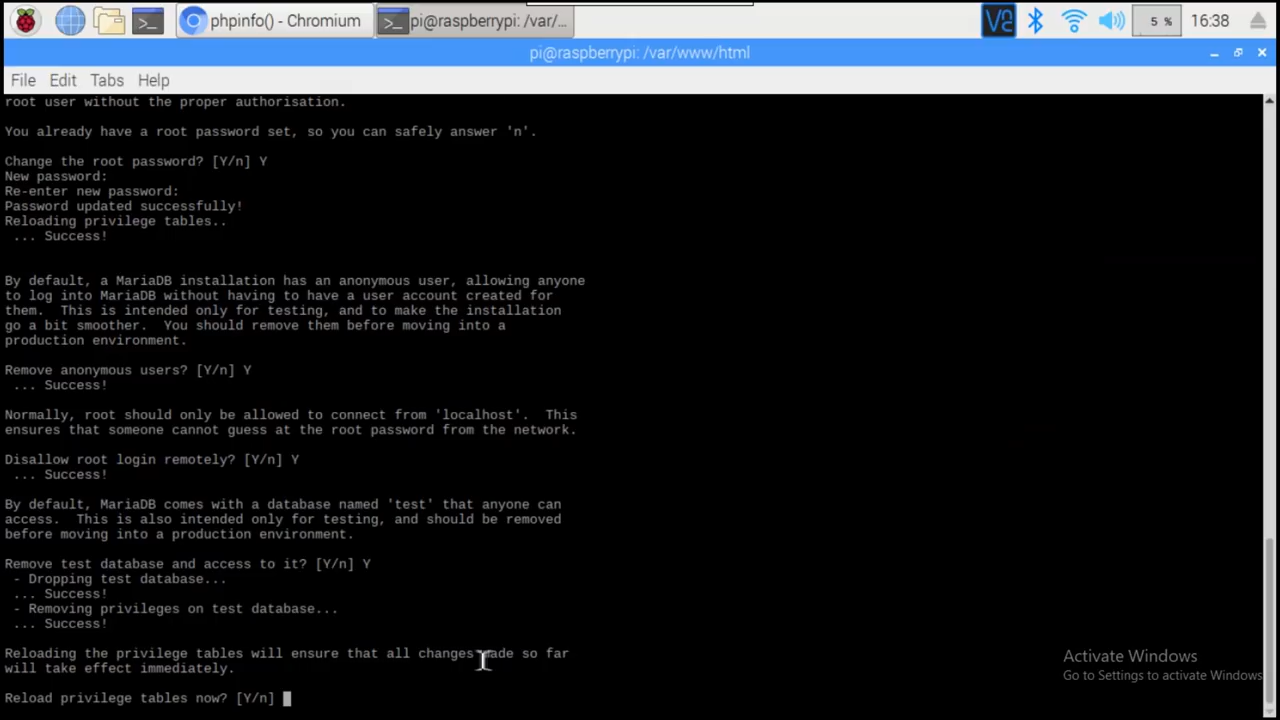 phpinfo() - Chromium
pi@raspberrypi: /var/...
5 %
16:38
pi@raspberrypi: /var/www/html
File Edit Tabs Help
root user without the proper authorisation.
You already have a root password set, so you can safely answer 'n'.
Change the root password? [Y/n] Y
New password:
Re-enter new password:
Password updated successfully!
Reloading privilege tables..
... Success!
By default, a MariaDB installation has an anonymous user, allowing anyone
to log into MariaDB without having to have a user account created for
them.  This is intended only for testing, and to make the installation
go a bit smoother.  You should remove them before moving into a
production environment.
Remove anonymous users? [Y/n] Y
... Success!
Normally, root should only be allowed to connect from 'localhost'.  This
ensures that someone cannot guess at the root password from the network.
Disallow root login remotely? [Y/n] Y
... Success!
By default, MariaDB comes with a database named 'test' that anyone can
access.  This is also intended only for testing, and should be removed
before moving into a production environment.
Remove test database and access to it? [Y/n] Y
- Dropping test database...
... Success!
- Removing privileges on test database...
... Success!
Reloading the privilege tables will ensure that all changes made so far
will take effect immediately.
Reload privilege tables now? [Y/n]
Activate Windows
Go to Settings to activate Windows.